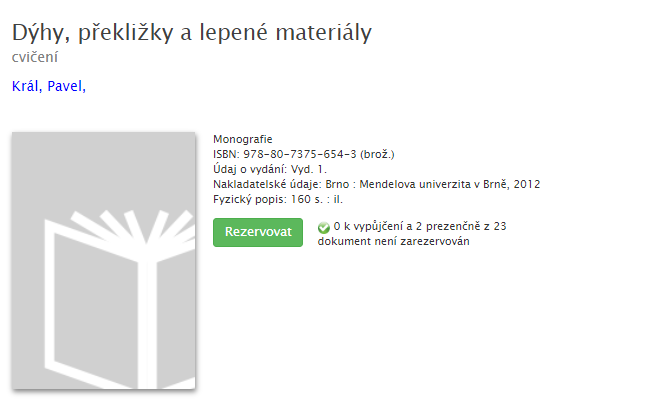 Dýhy, překližky a lepené materiály
cvičení
Král, Pavel,
Monografie
ISBN: 978-80-7375-654-3 (brož.)
Údaj o vydání: Vyd. 1.
Nakladatelské údaje: Brno : Mendelova univerzita v Brně, 2012
Fyzický popis: 160 s. : il.
Rezervovat
0 k vypůjčení a 2 prezenčně z 23
dokument není zarezervován